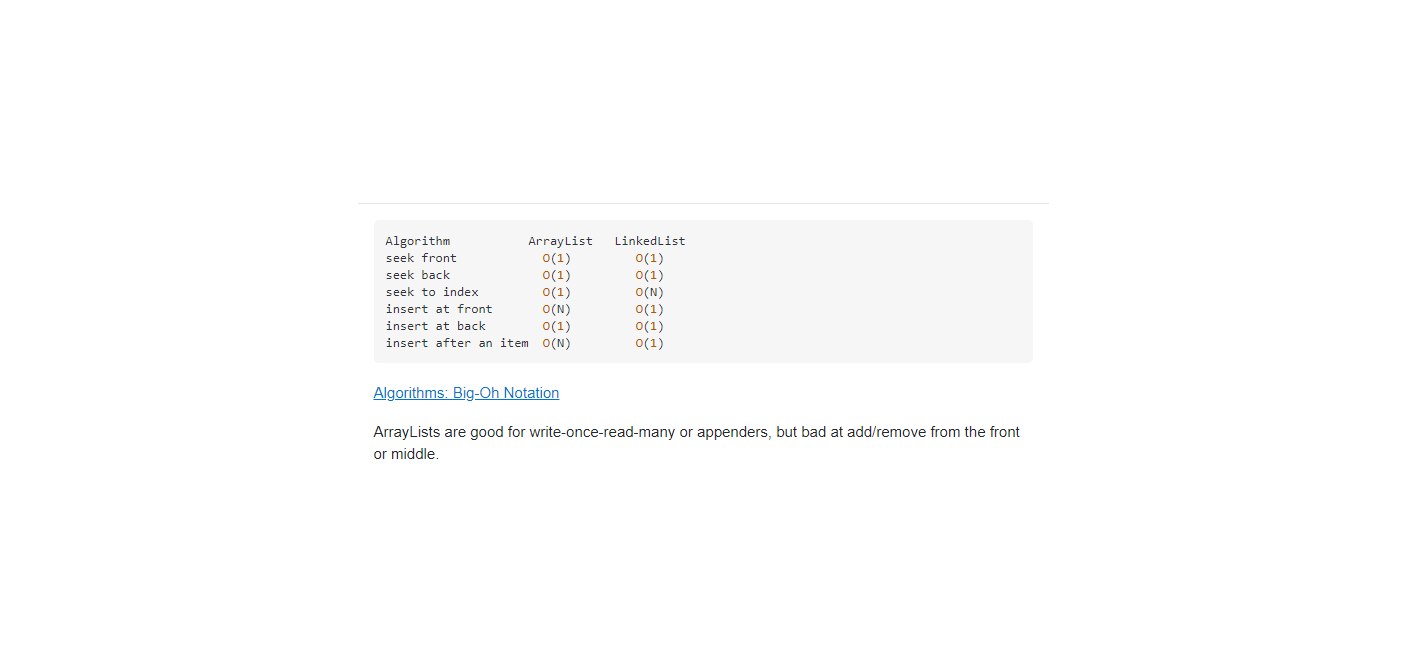 Algorithm           ArrayList   LinkedList
seek front            O(1)         O(1)
seek back             O(1)         O(1)
seek to index         O(1)         O(N)
insert at front       O(N)         O(1)
insert at back        O(1)         O(1)
insert after an item  O(N)         O(1)
Algorithms: Big-Oh Notation
ArrayLists are good for write-once-read-many or appenders, but bad at add/remove from the front
or middle.